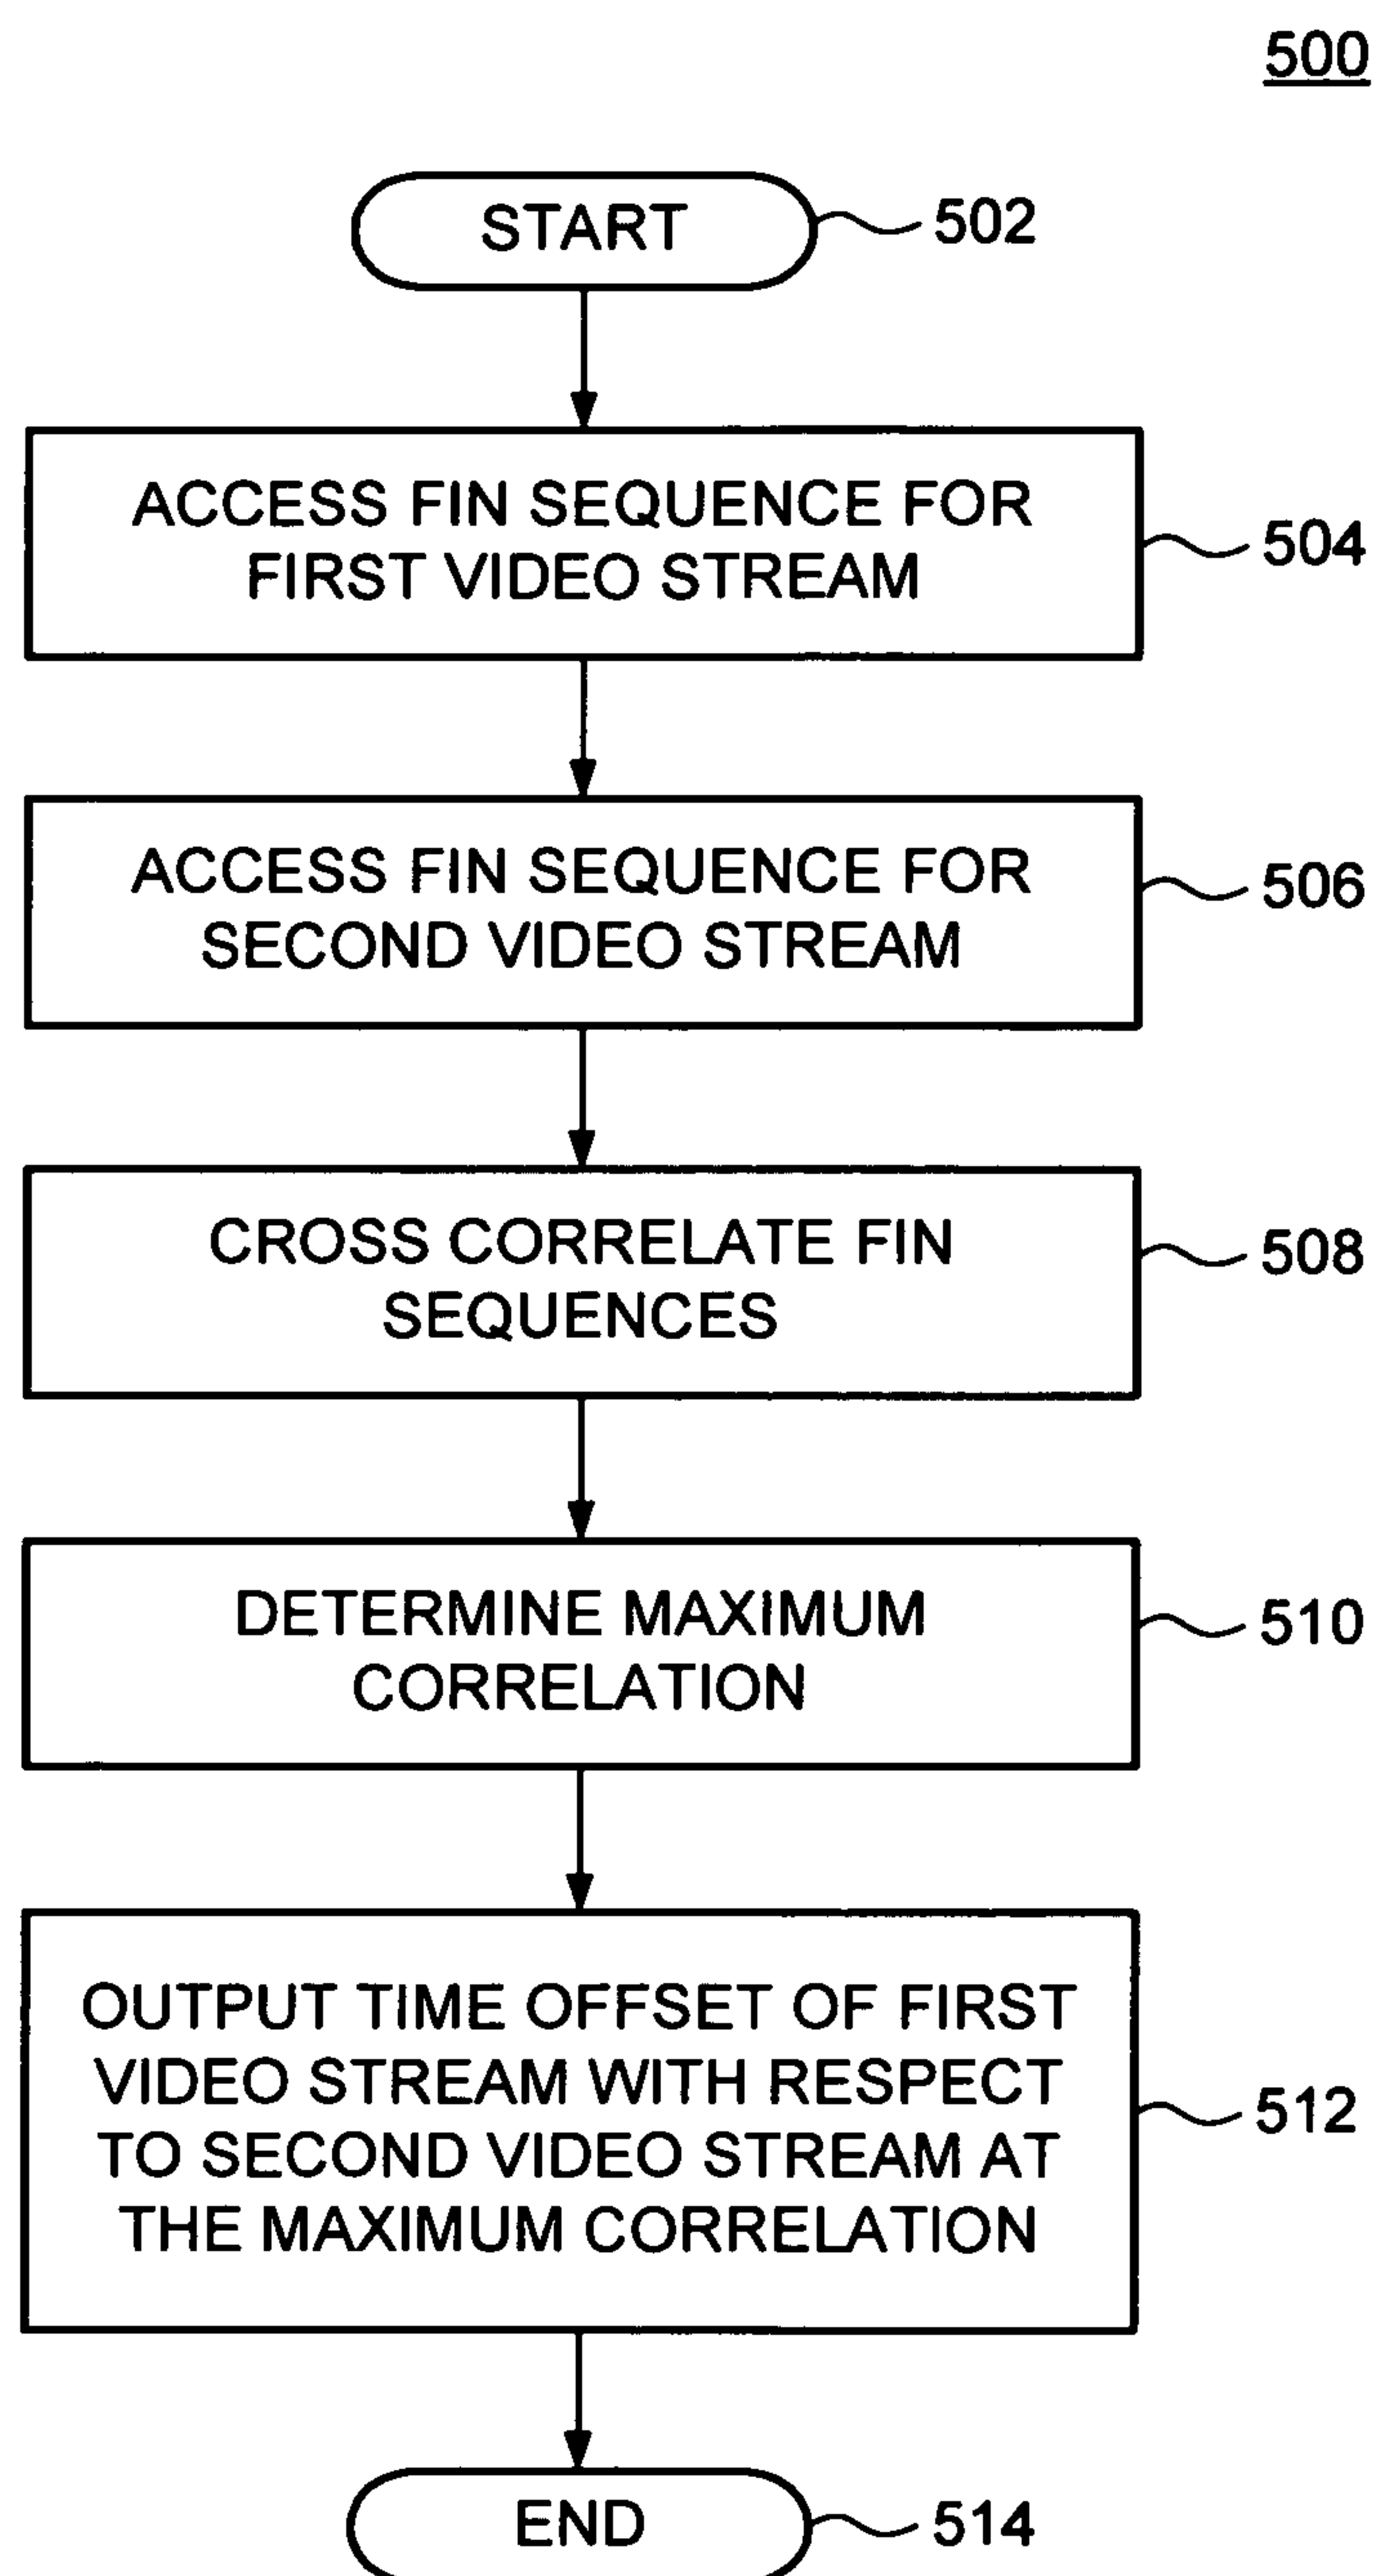 500
START
502
ACCESS FIN SEQUENCE FOR
FIRST VIDEO STREAM
504
ACCESS FIN SEQUENCE FOR
SECOND VIDEO STREAM
506
CROSS CORRELATE FIN
SEQUENCES
508
DETERMINE MAXIMUM
CORRELATION
510
OUTPUT TIME OFFSET OF FIRST
VIDEO STREAM WITH RESPECT
TO SECOND VIDEO STREAM AT
THE MAXIMUM CORRELATION
512
END
514